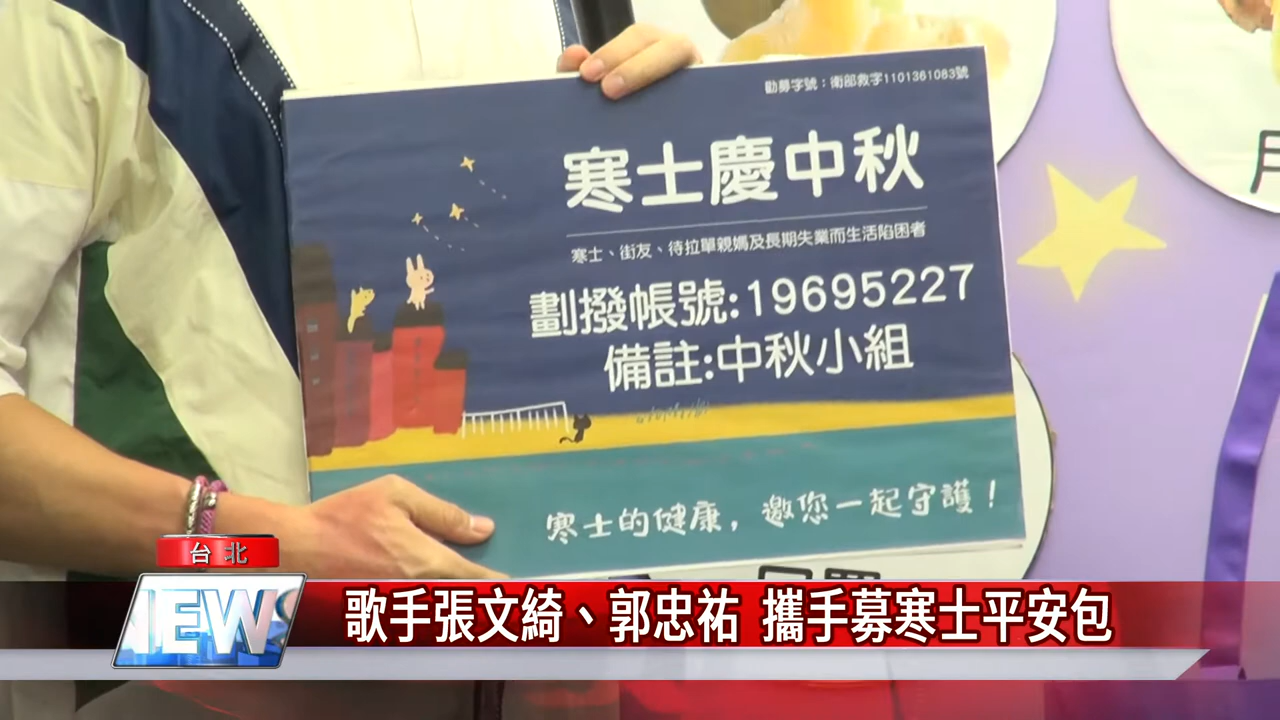 勸募字號：衛部救字1101361083號
寒士慶中秋
寒士、街友、待拉單親媽及長期失業而生活陷困者
劃撥帳號:19695227
備註:中秋小組
寒士的健康，邀您一起守護！
台北
歌手張文綺、郭忠祐 攜手募寒士平安包